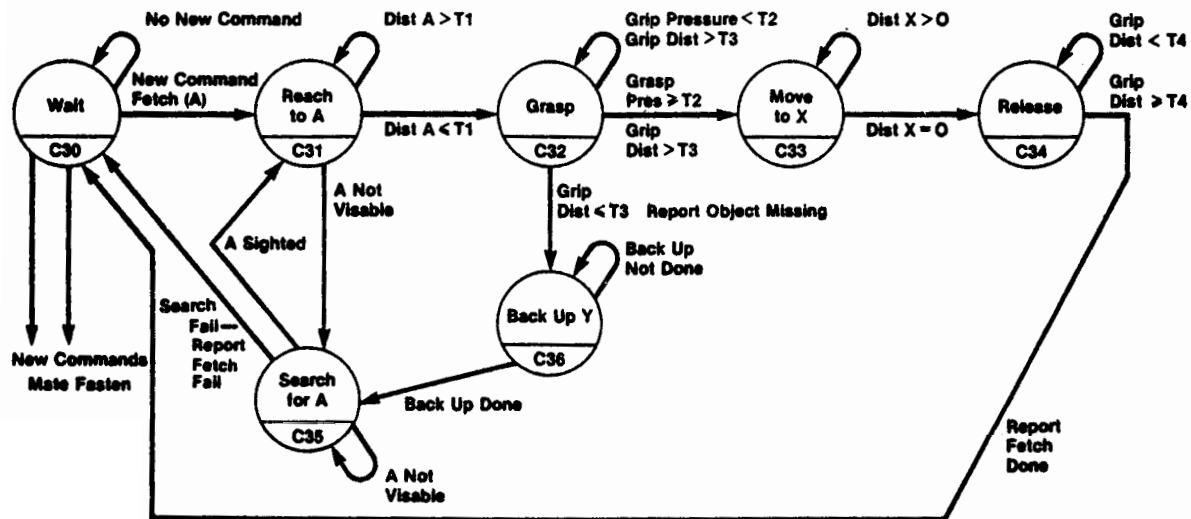 No New Command
Dist A > T1
Grip Pressure < T2
Grip Dist > T3
Dist X > O
Grip
Dist < T4
Wait
C30
New Command
Fetch (A)
Reach
to A
C31
Dist A ⩽ T1
Grasp
C32
Grasp
Pres ⩾ T2
Grip
Dist > T3
Move
to X
C33
Dist X = O
Release
C34
Grip
Dist ⩾ T4
A Not
Visable
Grip
Dist ⩽ T3 Report Object Missing
A Sighted
Back Up
Not Done
Back Up Y
C36
Search
Fail—
Report
Fetch
Fail
New Commands
Mate Fasten
Search
for A
C35
Back Up Done
A Not
Visable
Report
Fetch
Done